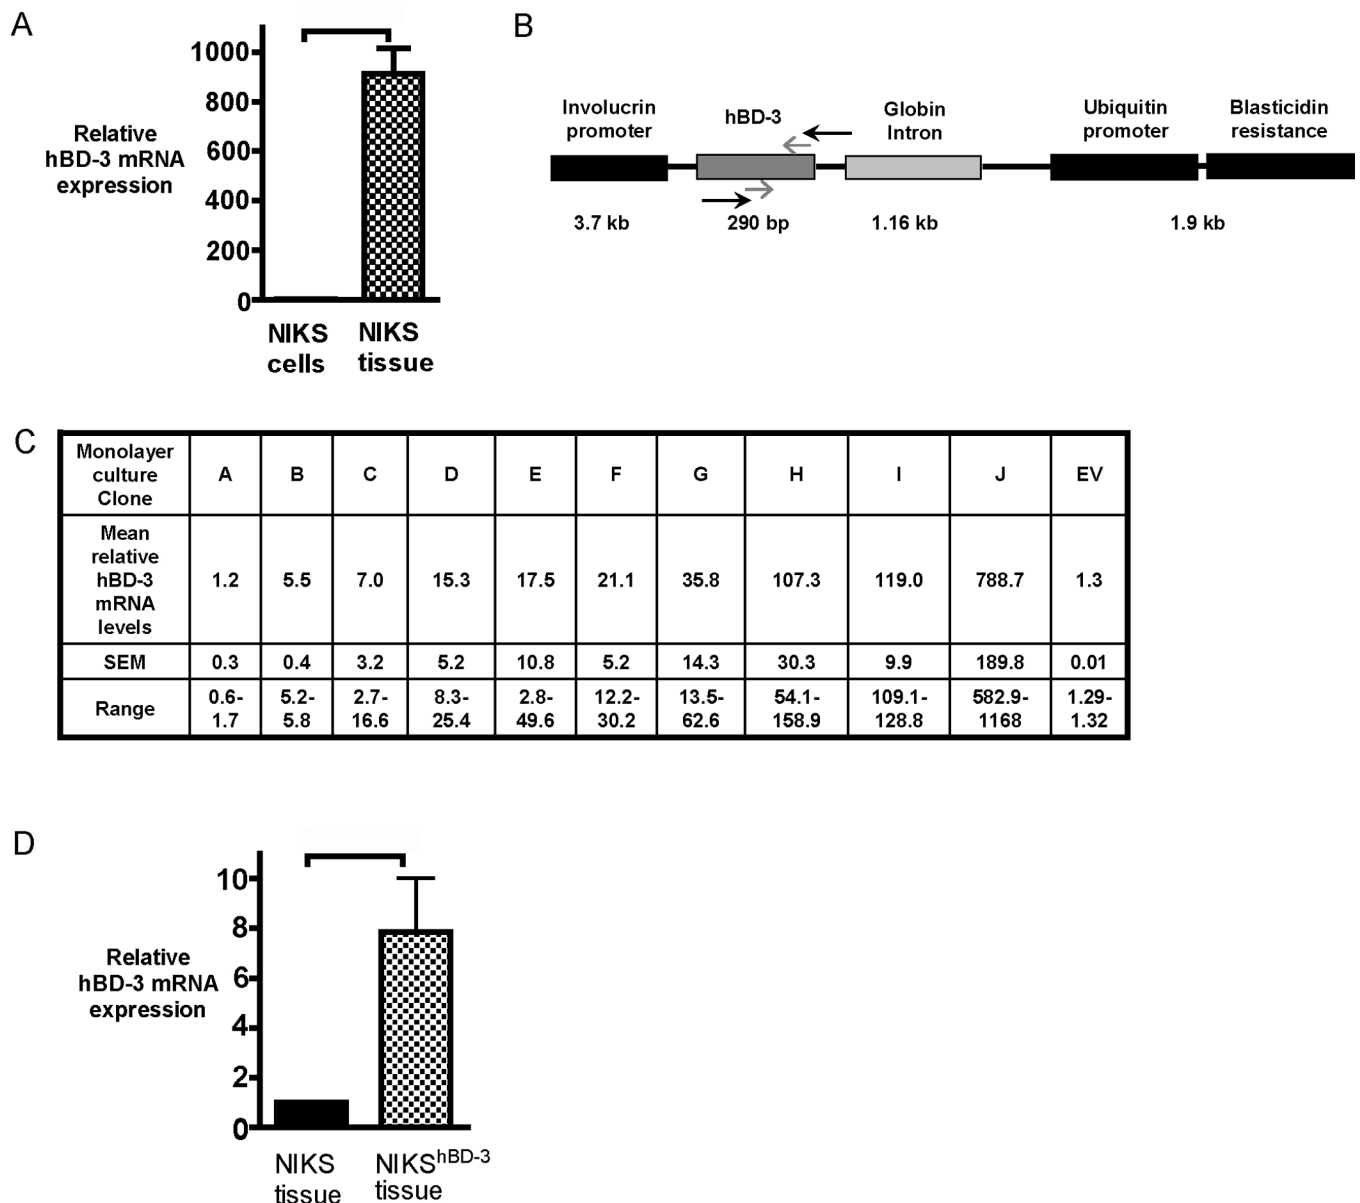 A
1000
800
600
400
200
0
Relative
hBD-3 mRNA
expression
NIKS
cells
NIKS
tissue
B
Involucrin
promoter
hBD-3
Globin
Intron
Ubiquitin
promoter
Blasticidin
resistance
3.7 kb
290 bp
1.16 kb
1.9 kb
C
Monolayer
culture
Clone
A B C D E F G H I J EV
Mean
relative
hBD-3
mRNA
levels
1.2 5.5 7.0 15.3 17.5 21.1 35.8 107.3 119.0 788.7 1.3
SEM 0.3 0.4 3.2 5.2 10.8 5.2 14.3 30.3 9.9 189.8 0.01
Range
0.6- 5.2- 2.7- 8.3- 2.8- 12.2- 13.5- 54.1- 109.1- 582.9- 1.29-
1.7 5.8 16.6 25.4 49.6 30.2 62.6 158.9 128.8 1168 1.32
D
10
8
6
4
2
0
Relative
hBD-3 mRNA
expression
NIKS
tissue
NIKS hBD-3
tissue